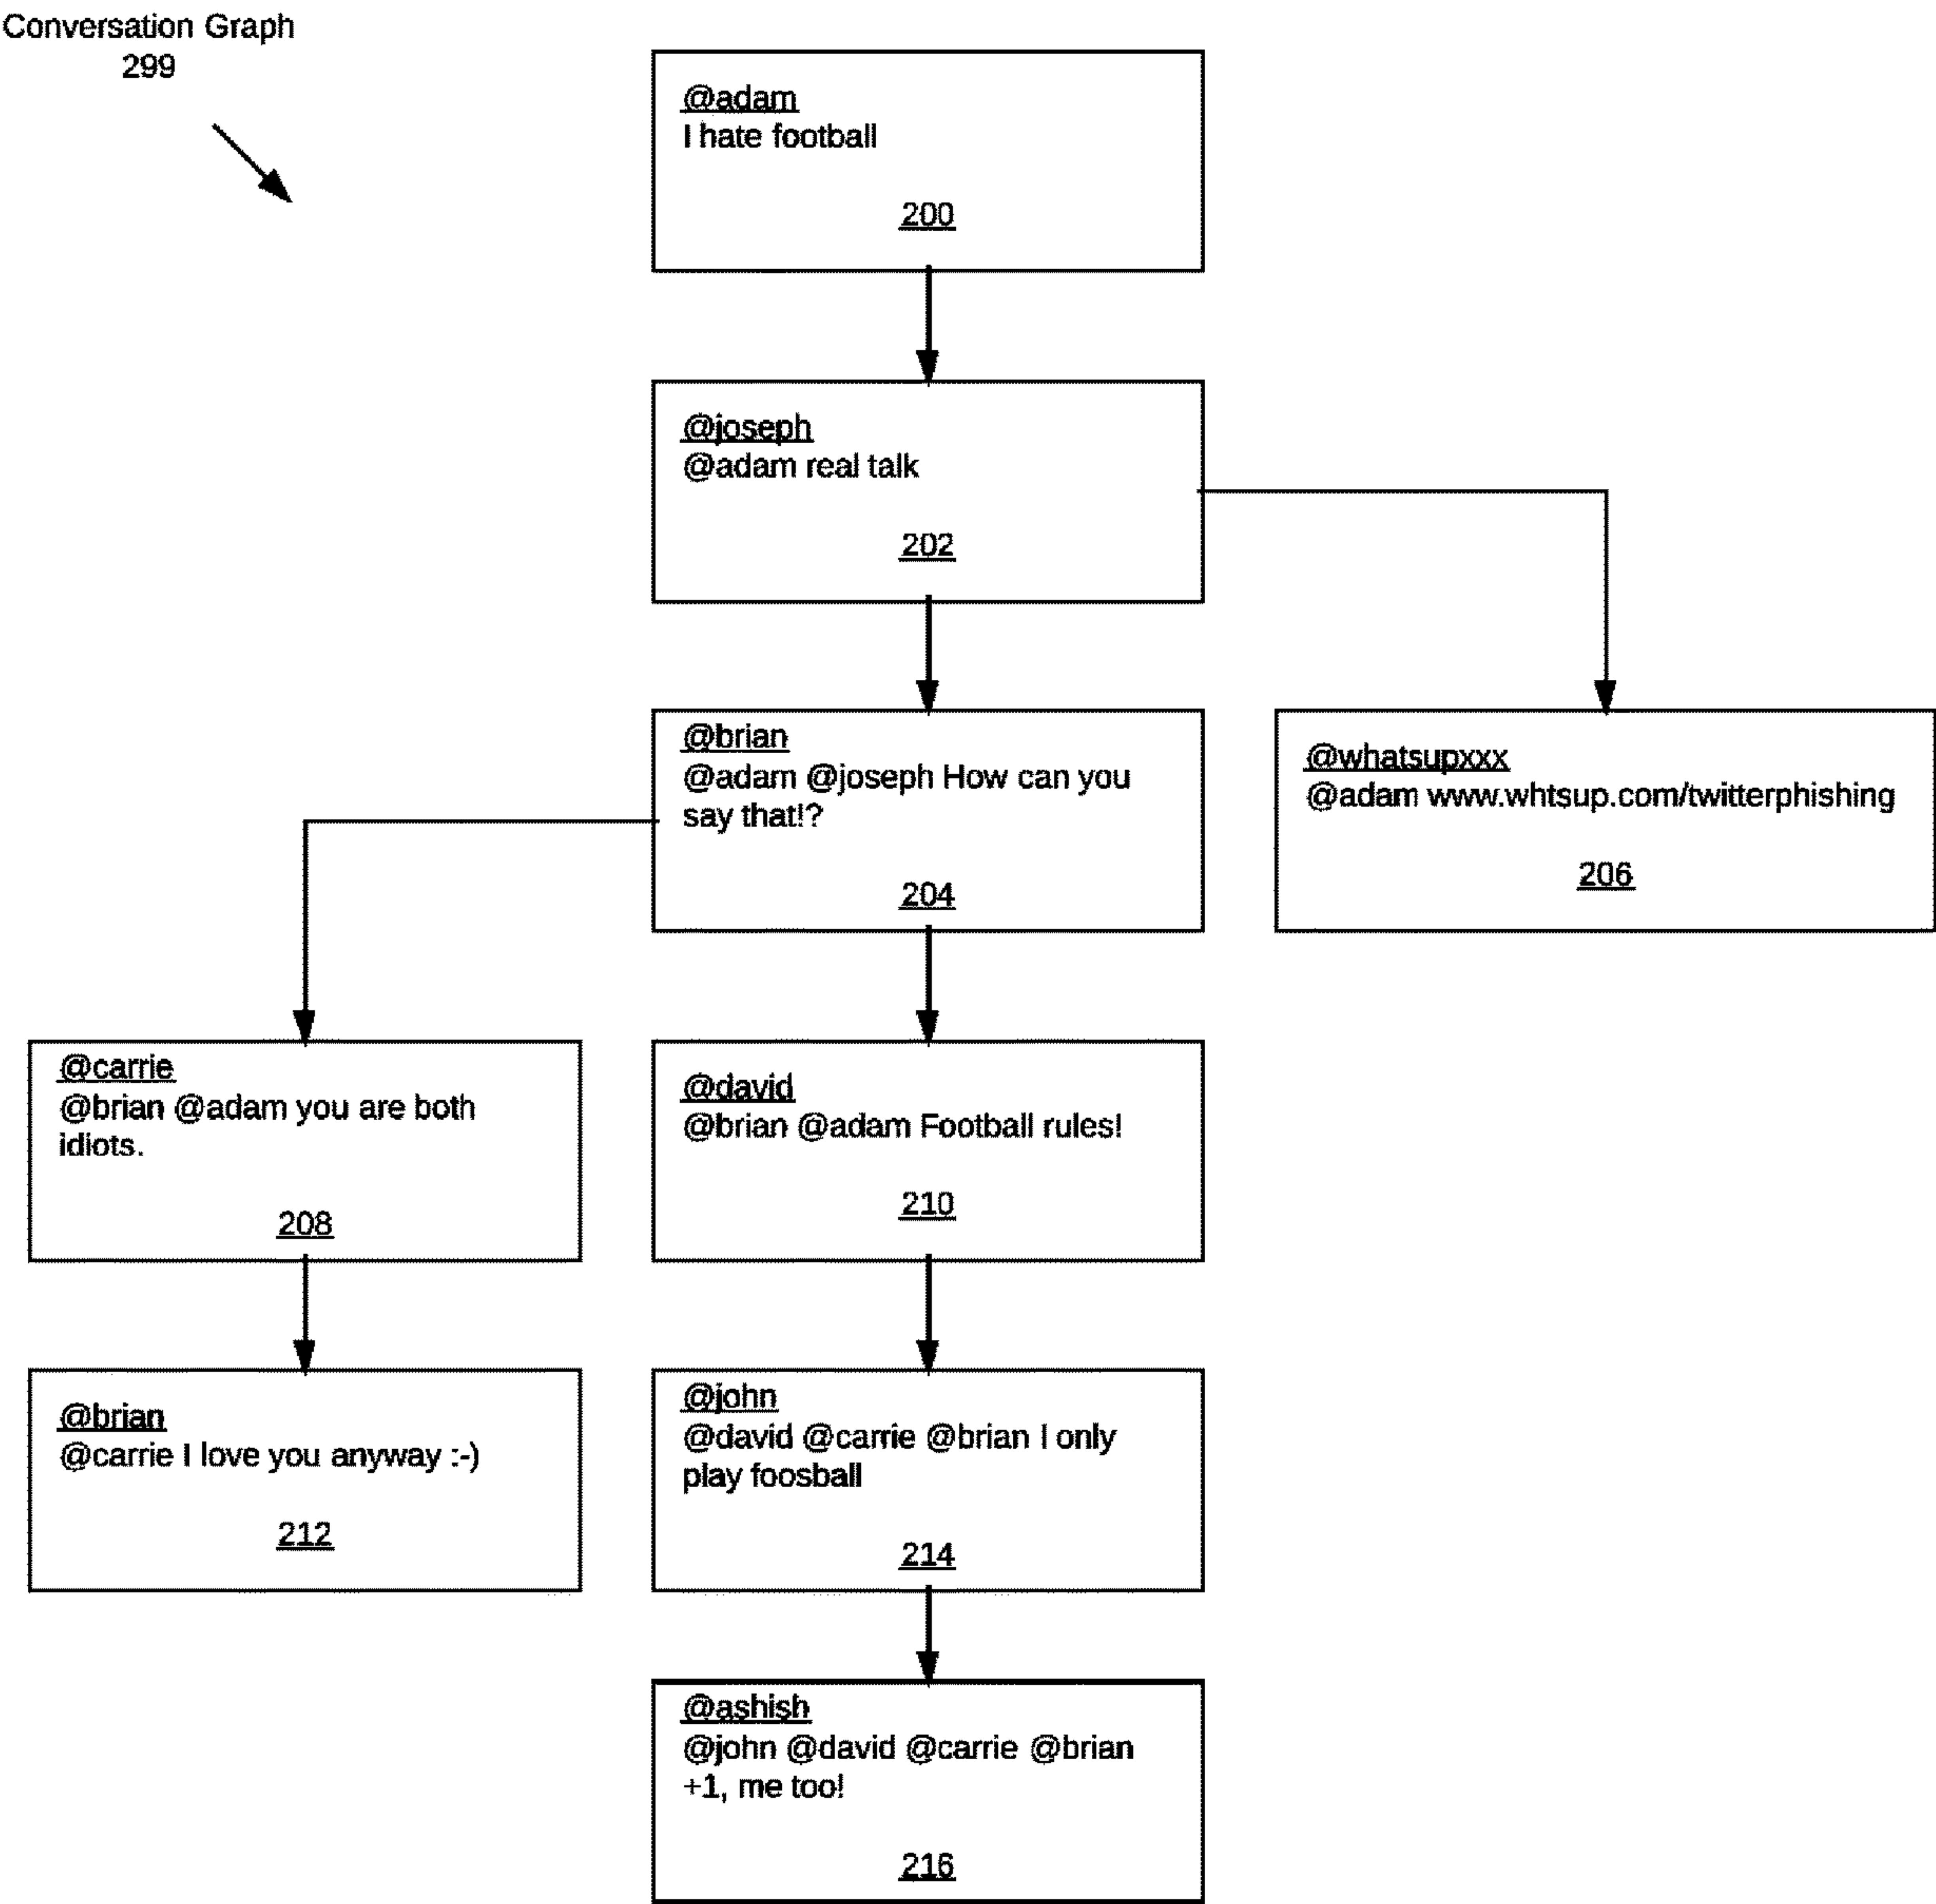 Conversation Graph
299
@adam
I hate football
200
@joseph
@adam real talk
202
@brian
@adam @joseph How can you
say that!?
204
@whatsupxxx
@adam www.whtsup.com/twitterphishing
206
@carrie
@brian @adam you are both
idiots.
208
@david
@brian @adam Football rules!
210
@brian
@carrie I love you anyway :-)
212
@john
@david @carrie @brian I only
play foosball
214
@ashish
@john @david @carrie @brian
+1, me too!
216